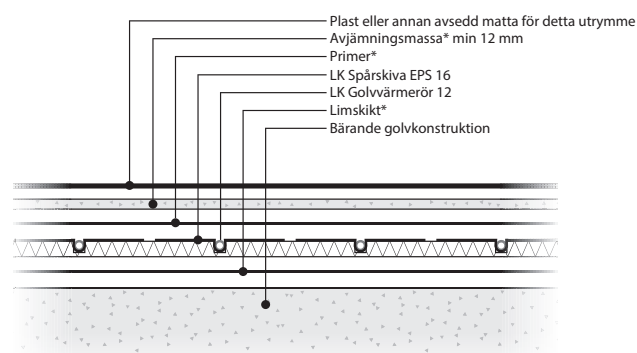 Plast eller annan avsedd matta för detta utrymme
Avjämningsmassa* min 12 mm
Primer*
LK Spårskiva EPS 16
LK Golvvärmerör 12
Limskikt*
Bärande golvkonstruktion